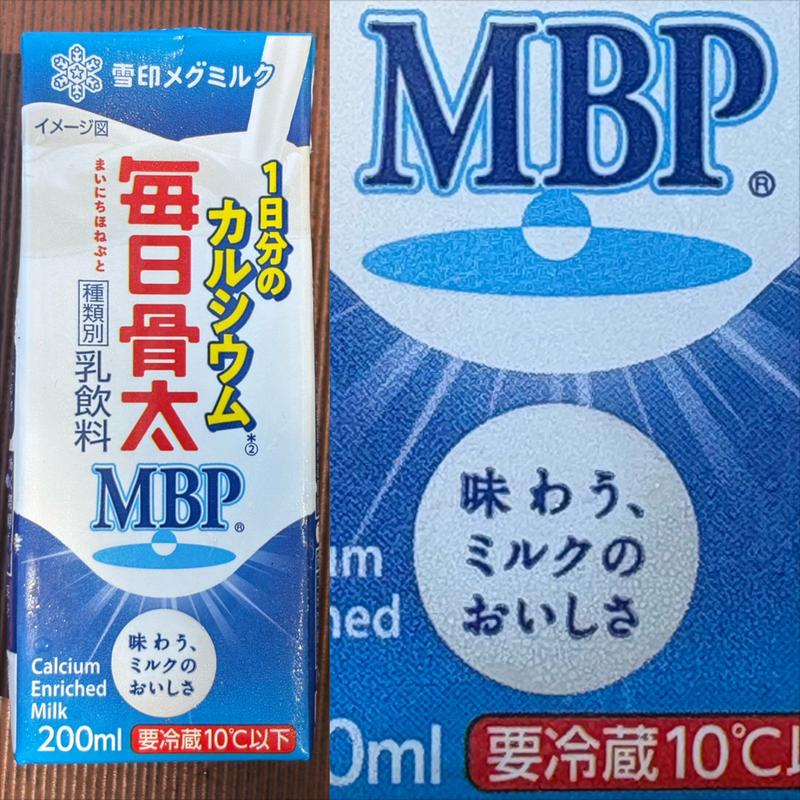 雪印メグミルク
イメージ図
1日分の
カルシウム
*②
毎日骨太
まいにちほねぶと
種類別
乳飲料
MBP®
味わう、
ミルクの
おいしさ
Calcium
Enriched
Milk
200ml
要冷蔵10℃以下
MBP®
味わう、
ミルクの
おいしさ
um
hed
0ml
要冷蔵10℃以